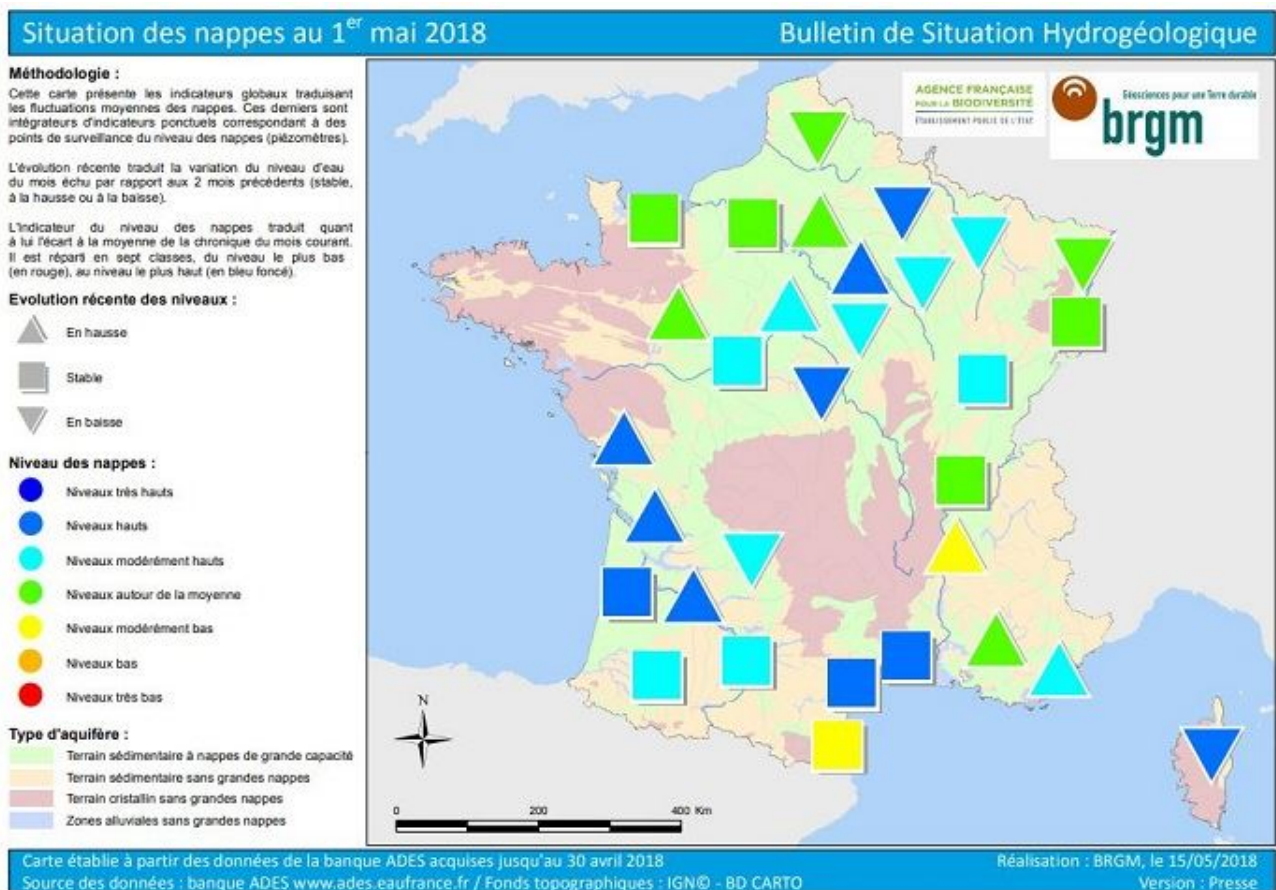 Situation des nappes au 1er mai 2018
Bulletin de Situation Hydrogéologique
Méthodologie :
Cette carte présente les indicateurs globaux traduisant
les fluctuations moyennes des nappes. Ces derniers sont
intégrateurs d'indicateurs ponctuels correspondant à des
points de surveillance du niveau des nappes (piézomètres).
L'évolution récente traduit la variation du niveau d'eau
du mois échu par rapport aux 2 mois précédents (stable,
à la hausse ou à la baisse).
L'Indicateur du niveau des nappes traduit quant
à lui l'écart à la moyenne de la chronique du mois courant.
Il est réparti en sept classes, du niveau le plus bas
(en rouge), au niveau le plus haut (en bleu foncé).
Evolution récente des niveaux :
En hausse
Stable
En baisse
Niveau des nappes :
Niveaux très hauts
Niveaux hauts
Niveaux modérément hauts
Niveaux autour de la moyenne
Niveaux modérément bas
Niveaux bas
Niveaux très bas
Type d'aquifère :
Terrain sédimentaire à nappes de grande capacité
Terrain sédimentaire sans grandes nappes
Terrain cristallin sans grandes nappes
Zones alluviales sans grandes nappes
AGENCE FRANÇAISE
POUR LA BIODIVERSITÉ
ÉTABLISSEMENT PUBLIC DE L'ÉTAT
Géosciences pour une Terre durable
brgm
N
0 200 400 Km
Carte établie à partir des données de la banque ADES acquises jusqu'au 30 avril 2018
Source des données : banque ADES www.ades.eaufrance.fr / Fonds topographiques : IGN© - BD CARTO
Réalisation : BRGM, le 15/05/2018
Version : Presse